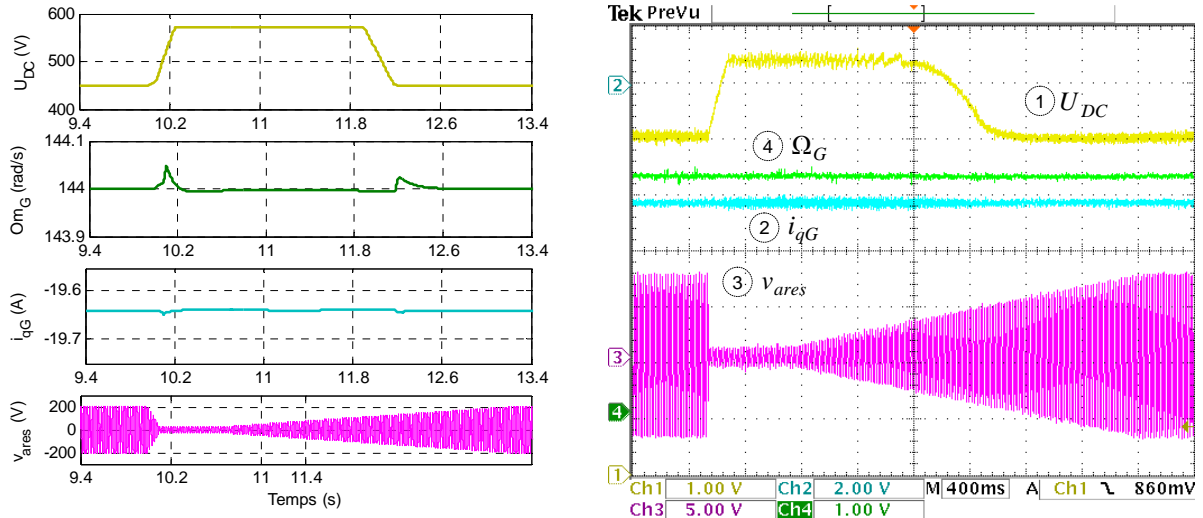 600
500
400
U_DC (V)
9.4 10.2 11 11.8 12.6 13.4
144.1
144
143.9
Om_G (rad/s)
9.4 10.2 11 11.8 12.6 13.4
-19.6
-19.7
i_qG (A)
9.4 10.2 11 11.8 12.6 13.4
200
0
-200
v_ares (V)
9.4 10.2 11 11.4 12.6 13.4
Temps (s)
Tek PreVu
2
1 U_DC
4 Ω_G
2 i_qG
3 v_ares
3
4
1
Ch1 1.00 V Ch2 2.00 V M 400ms A Ch1 860mV
Ch3 5.00 V Ch4 1.00 V